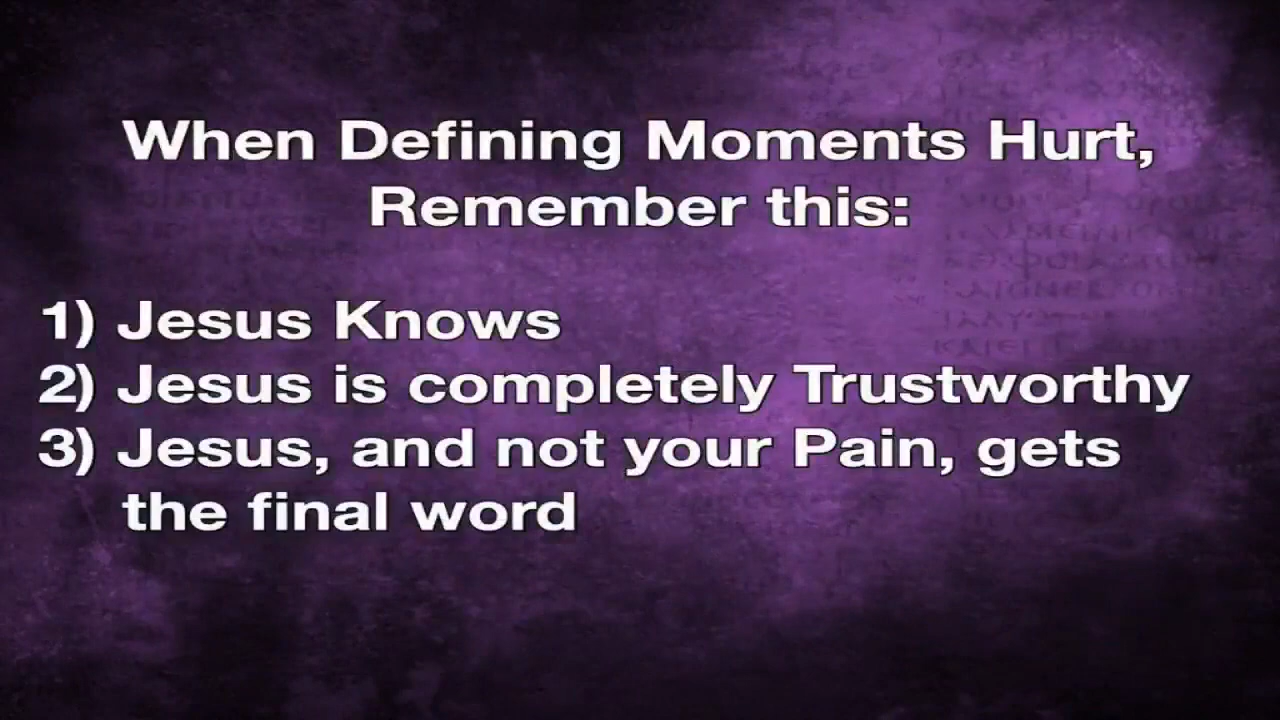 When Defining Moments Hurt,
Remember this:
1) Jesus Knows
2) Jesus is completely Trustworthy
3) Jesus, and not your Pain, gets
the final word